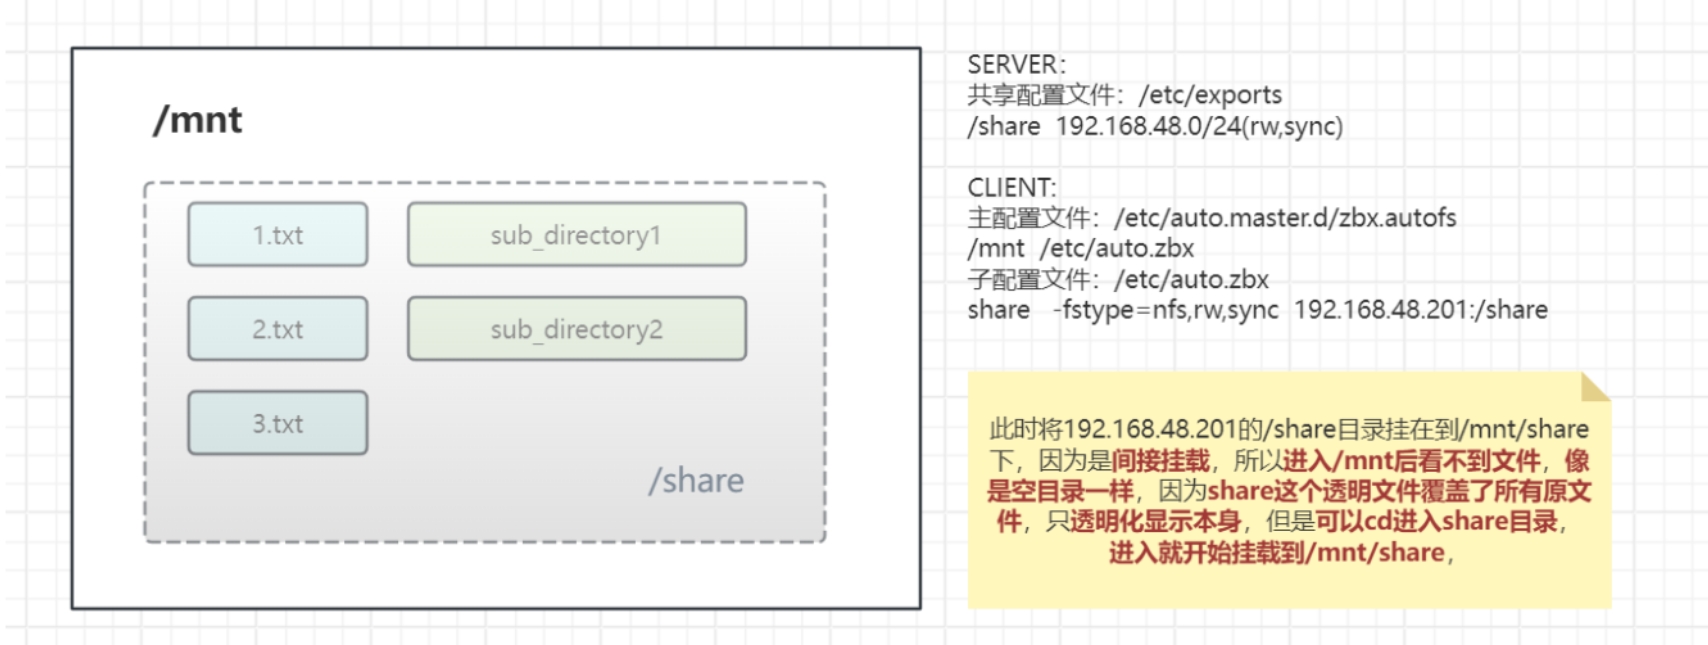 /mnt
1.txt
sub_directory1
2.txt
sub_directory2
3.txt
/share
SERVER:
共享配置文件：/etc/exports
/share 192.168.48.0/24(rw,sync)
CLIENT:
主配置文件：/etc/auto.master.d/zbx.autofs
/mnt /etc/auto.zbx
子配置文件：/etc/auto.zbx
share -fstype=nfs,rw,sync 192.168.48.201:/share
此时将192.168.48.201的/share目录挂在到/mnt/share
下，因为是间接挂载，所以进入/mnt后看不到文件，像
是空目录一样，因为share这个透明文件覆盖了所有原文
件，只透明化显示本身，但是可以cd进入share目录，
进入就开始挂载到/mnt/share，